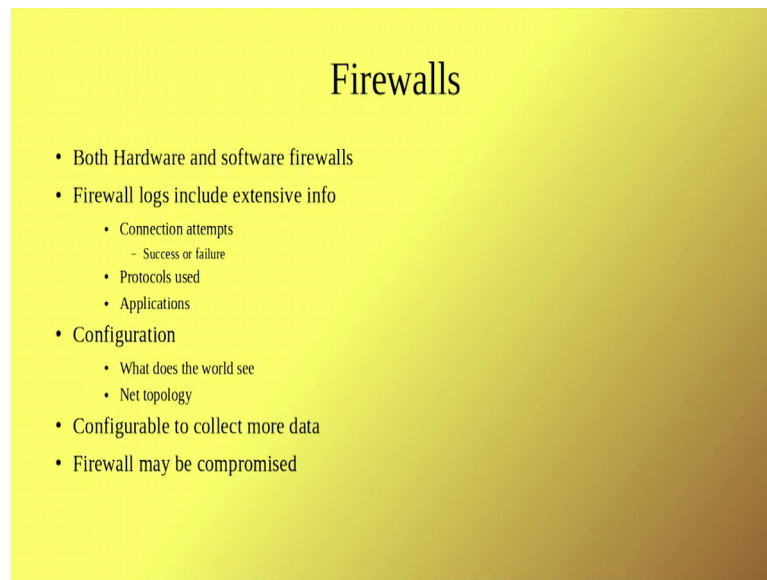 Firewalls
• Both Hardware and software firewalls
• Firewall logs include extensive info
• Connection attempts
– Success or failure
• Protocols used
• Applications
• Configuration
• What does the world see
• Net topology
• Configurable to collect more data
• Firewall may be compromised